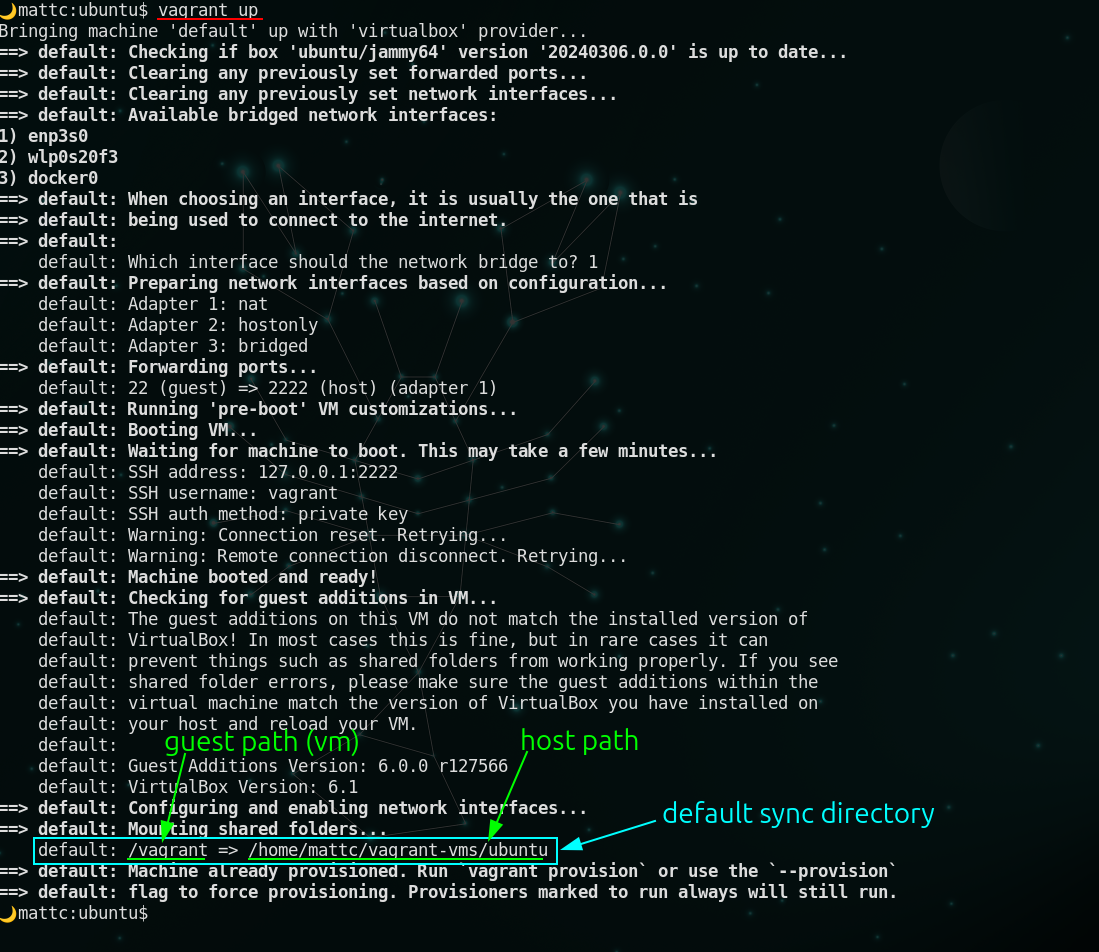 🌙mattc:ubuntu$ vagrant up
Bringing machine 'default' up with 'virtualbox' provider...
==> default: Checking if box 'ubuntu/jammy64' version '20240306.0.0' is up to date...
==> default: Clearing any previously set forwarded ports...
==> default: Clearing any previously set network interfaces...
==> default: Available bridged network interfaces:
1) enp3s0
2) wlp0s20f3
3) docker0
==> default: When choosing an interface, it is usually the one that is
==> default: being used to connect to the internet.
==> default:
    default: Which interface should the network bridge to? 1
==> default: Preparing network interfaces based on configuration...
    default: Adapter 1: nat
    default: Adapter 2: hostonly
    default: Adapter 3: bridged
==> default: Forwarding ports...
    default: 22 (guest) => 2222 (host) (adapter 1)
==> default: Running 'pre-boot' VM customizations...
==> default: Booting VM...
==> default: Waiting for machine to boot. This may take a few minutes...
    default: SSH address: 127.0.0.1:2222
    default: SSH username: vagrant
    default: SSH auth method: private key
    default: Warning: Connection reset. Retrying...
    default: Warning: Remote connection disconnect. Retrying...
==> default: Machine booted and ready!
==> default: Checking for guest additions in VM...
    default: The guest additions on this VM do not match the installed version of
    default: VirtualBox! In most cases this is fine, but in rare cases it can
    default: prevent things such as shared folders from working properly. If you see
    default: shared folder errors, please make sure the guest additions within the
    default: virtual machine match the version of VirtualBox you have installed on
    default: your host and reload your VM.
    default:
guest path (vm)
host path
    default: Guest Additions Version: 6.0.0 r127566
    default: VirtualBox Version: 6.1
==> default: Configuring and enabling network interfaces...
default sync directory
==> default: Mounting shared folders...
    default: /vagrant => /home/mattc/vagrant-vms/ubuntu
==> default: Machine already provisioned. Run `vagrant provision` or use the `--provision`
==> default: flag to force provisioning. Provisioners marked to run always will still run.
🌙mattc:ubuntu$